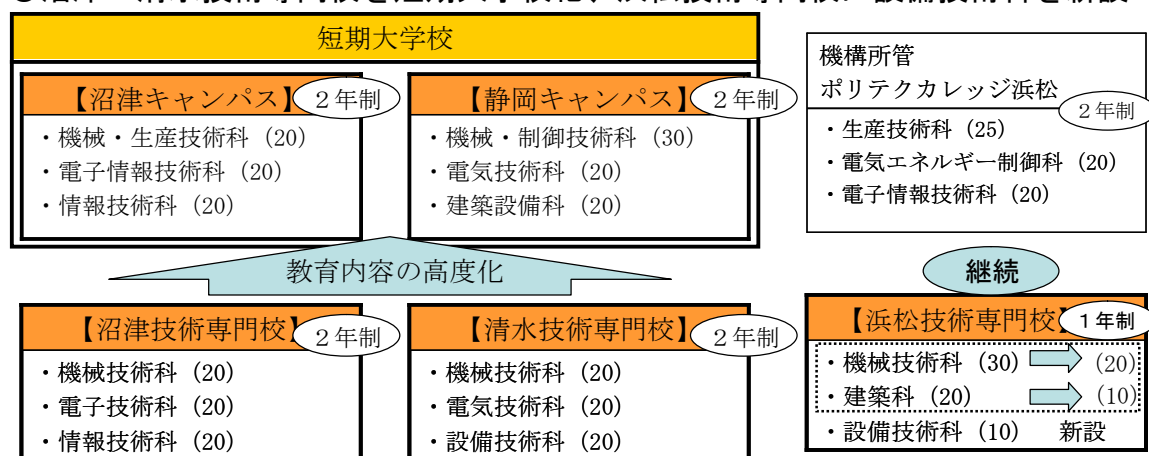 短期大学校
【沼津キャンパス】 2年制
・機械・生産技術科 (20)
・電子情報技術科 (20)
・情報技術科 (20)
【静岡キャンパス】 2年制
・機械・制御技術科 (30)
・電気技術科 (20)
・建築設備科 (20)
機構所管
ポリテクカレッジ浜松
2年制
・生産技術科 (25)
・電気エネルギー制御科 (20)
・電子情報技術科 (20)
教育内容の高度化
継続
【沼津技術専門校】 2年制
・機械技術科 (20)
・電子技術科 (20)
・情報技術科 (20)
【清水技術専門校】 2年制
・機械技術科 (20)
・電気技術科 (20)
・設備技術科 (20)
【浜松技術専門校】 1年制
・機械技術科 (30) (20)
・建築科 (20) (10)
・設備技術科 (10) 新設